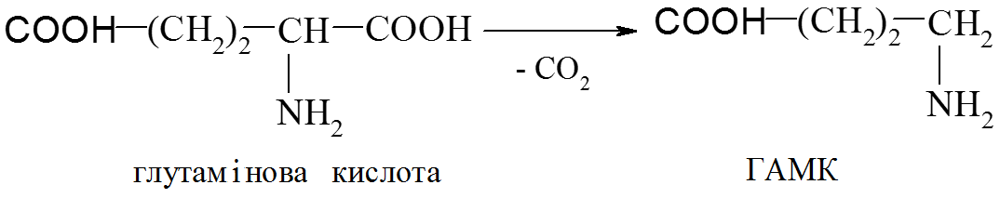 COOH—(CH₂)₂—CH—COOH → COOH—(CH₂)₂—CH₂
- CO₂
NH₂ NH₂
глутамінова кислота ГАМК